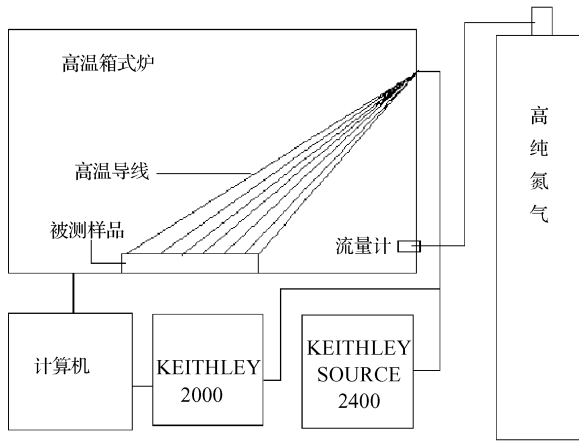 高温箱式炉
高温导线
被测样品
流量计
高纯氮气
计算机
KEITHLEY
2000
KEITHLEY
SOURCE
2400